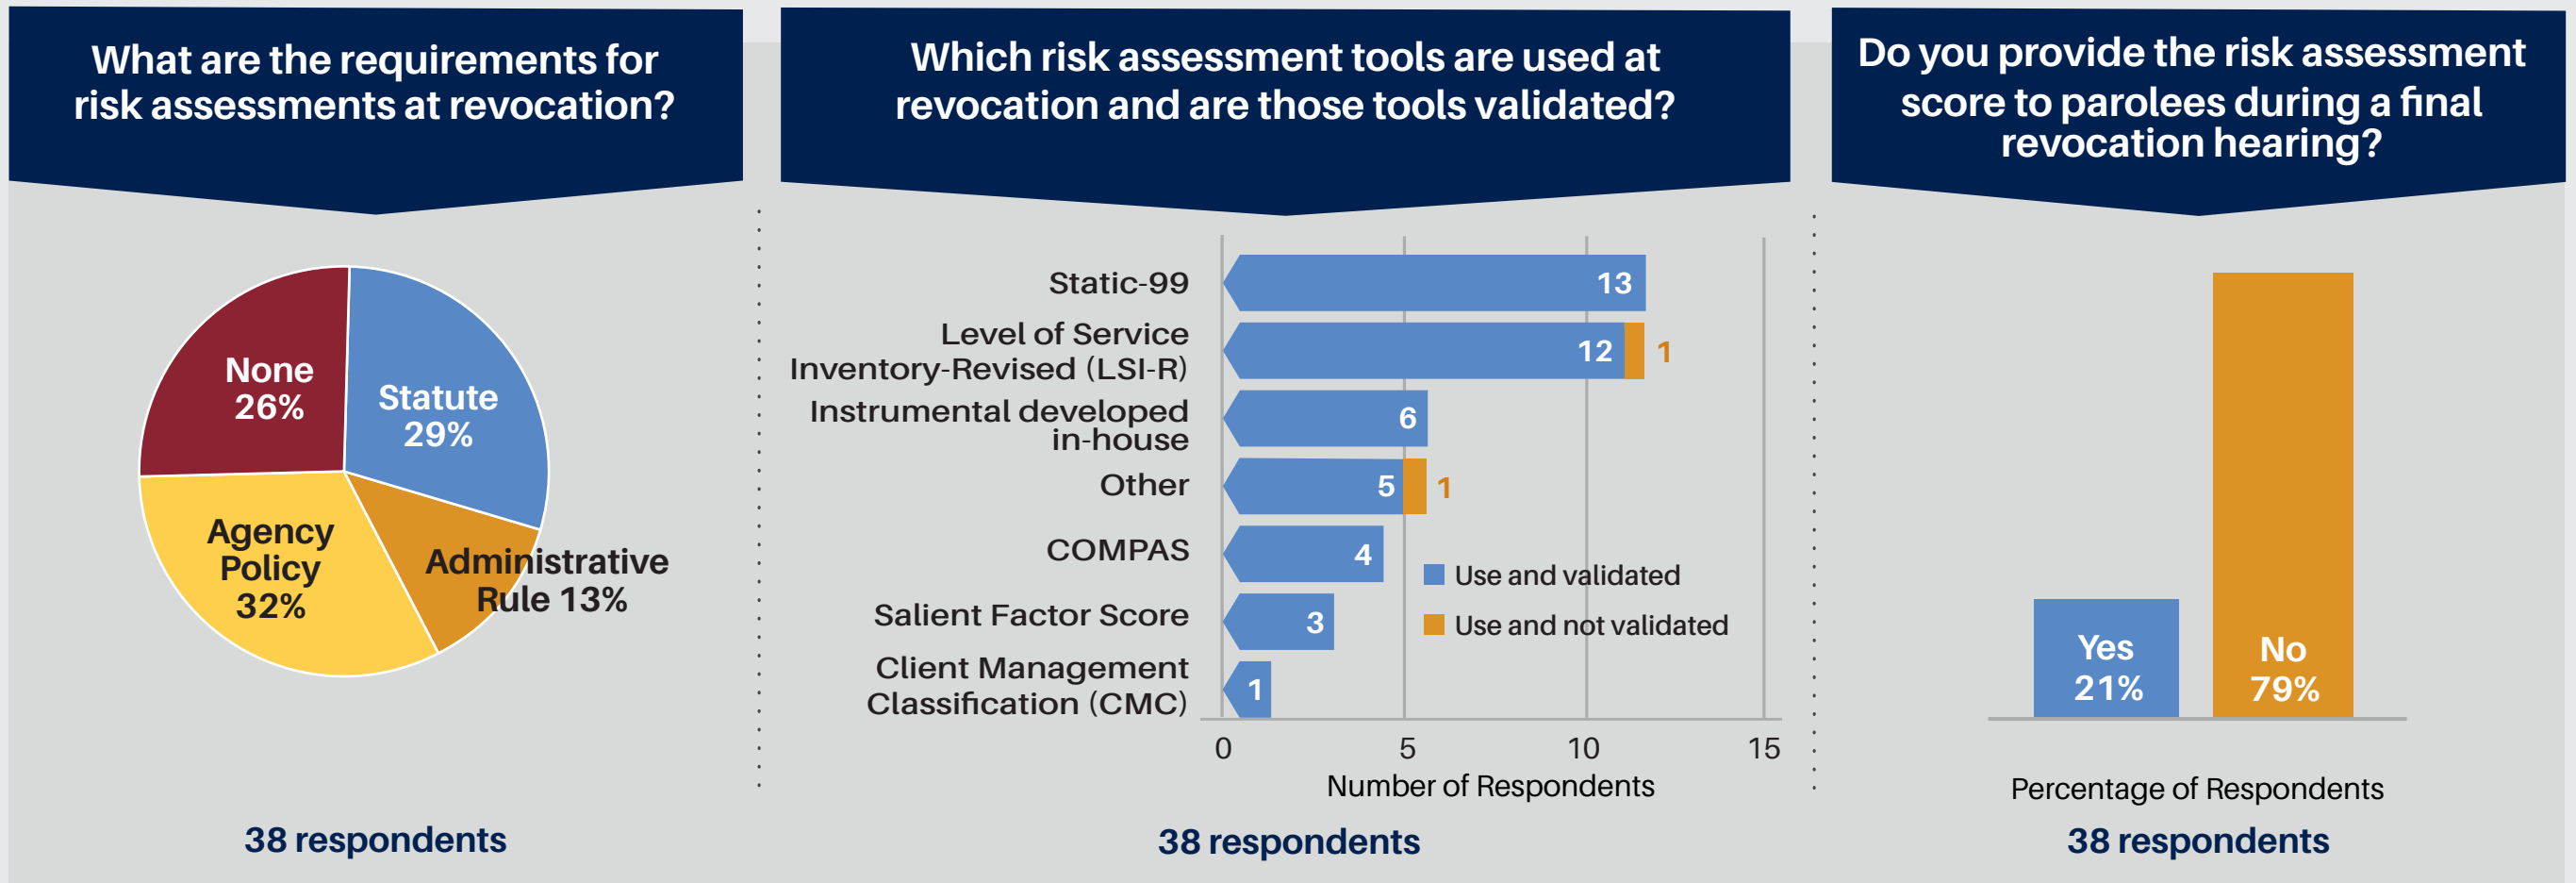 What are the requirements for
risk assessments at revocation?
None
26%
Statute
29%
Agency
Policy
32%
Administrative
Rule 13%
38 respondents
Which risk assessment tools are used at
revocation and are those tools validated?
Static-99
13
Level of Service
Inventory-Revised (LSI-R)
12
1
Instrumental developed
in-house
6
Other
5
1
COMPAS
4
Salient Factor Score
3
Client Management
Classification (CMC)
1
Use and validated
Use and not validated
0 5 10 15
Number of Respondents
38 respondents
Do you provide the risk assessment
score to parolees during a final
revocation hearing?
Yes
21%
No
79%
Percentage of Respondents
38 respondents